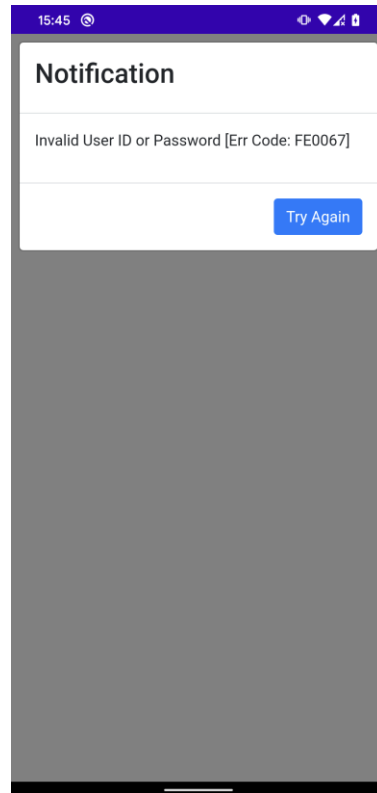 15:45
Notification
Invalid User ID or Password [Err Code: FE0067]
Try Again